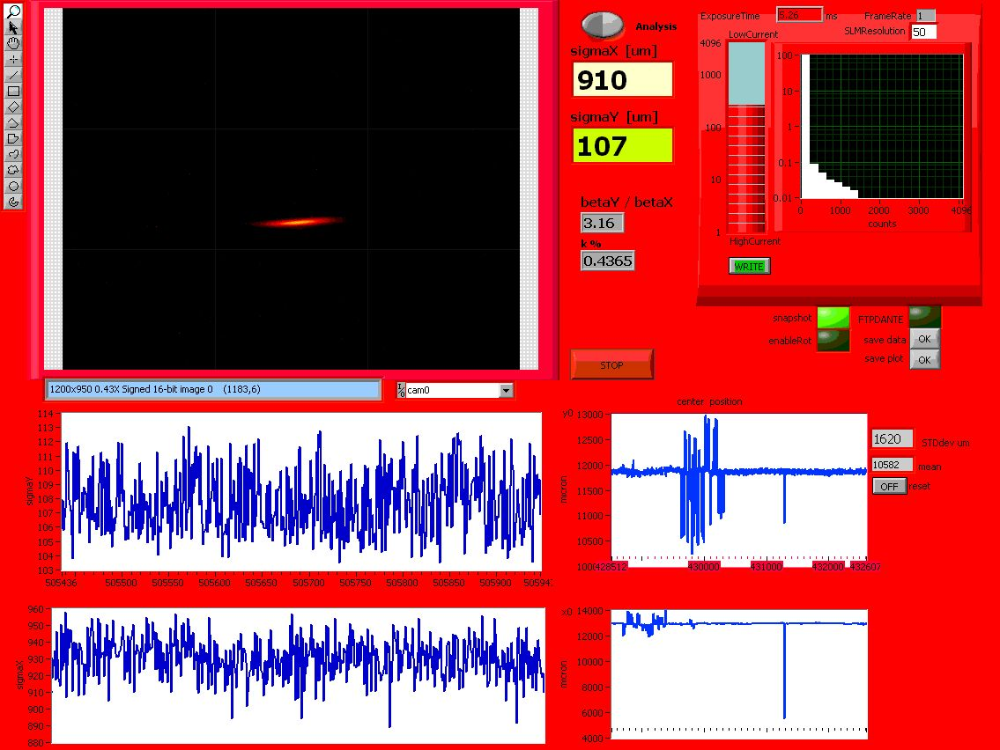 Analysis
sigmaX [um]
910
sigmaY [um]
107
betaY / betaX
3.16
k %
0.4365
ExposureTime 5.26 ms FrameRate 1
SLMResolution 50
LowCurrent
4096
1000
100
10
1
HighCurrent
WRITE
100
10
1
0.1
0.01
0 1000 2000 3000 4096
counts
snapshot
enableRot
FTPDANTE
save data OK
save plot OK
STOP
1200x950 0.43X Signed 16-bit image 0 (1183,6)
I/O cam0
114
113
112
111
110
109
108
107
106
105
104
103
sigmaY
505436 505500 505550 505600 505650 505700 505750 505800 505850 505900
center position
y0
13000
12500
12000
11500
11000
10500
micron
428512 430000 431000 432000 432607
1620 STDdev um
10582 mean
OFF reset
960
950
940
930
920
910
900
890
880
sigmaX
x0
14000
12000
10000
8000
6000
4000
micron